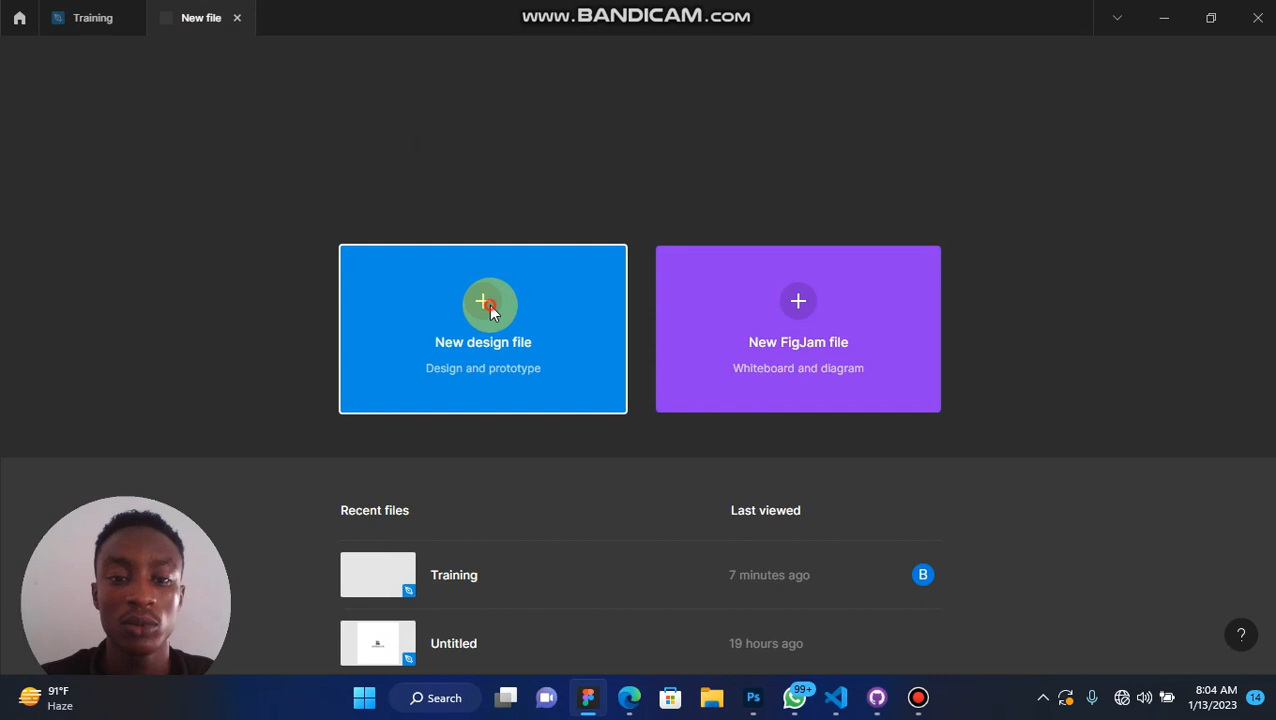 Training
New file
www.BANDICAM.com
New design file
Design and prototype
New FigJam file
Whiteboard and diagram
Recent files
Last viewed
Training
7 minutes ago
B
Untitled
19 hours ago
?
91°F
Haze
Search
Ps
99+
8:04 AM
1/13/2023
14